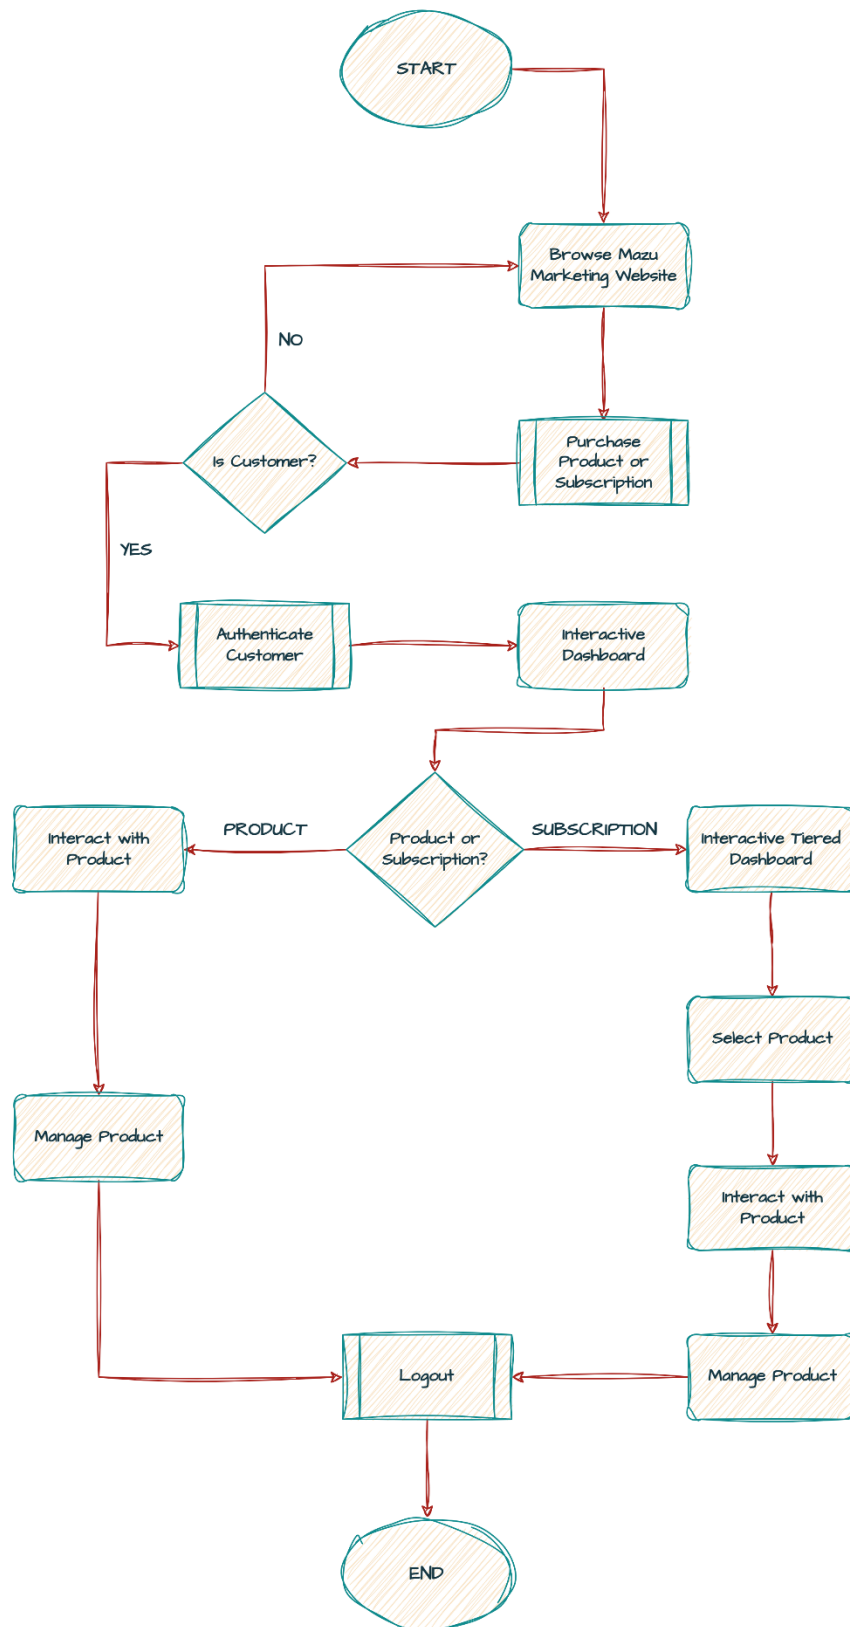 START
Browse Mazu
Marketing Website
NO
Purchase
Product or
Subscription
Is Customer?
YES
Authenticate
Customer
Interactive
Dashboard
PRODUCT
SUBSCRIPTION
Interact with
Product
Product or
Subscription?
Interactive Tiered
Dashboard
Select Product
Manage Product
Interact with
Product
Logout
Manage Product
END